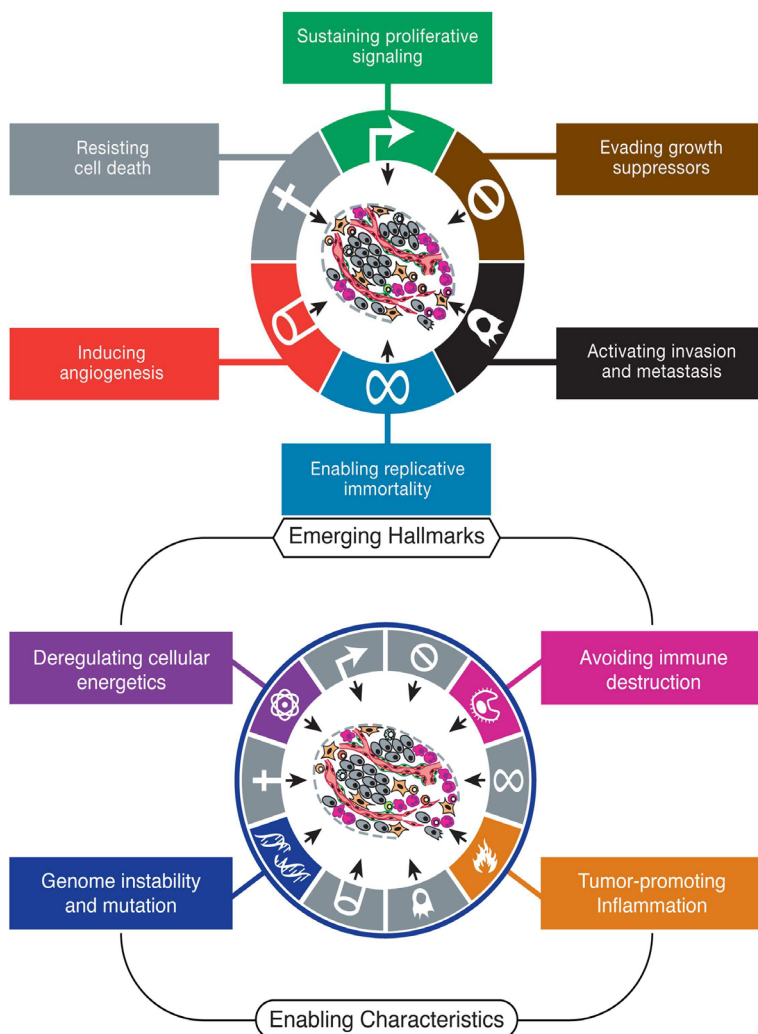 Sustaining proliferative
signaling
Resisting
cell death
Evading growth
suppressors
Inducing
angiogenesis
Activating invasion
and metastasis
Enabling replicative
immortality
Emerging Hallmarks
Deregulating cellular
energetics
Avoiding immune
destruction
Genome instability
and mutation
Tumor-promoting
Inflammation
Enabling Characteristics